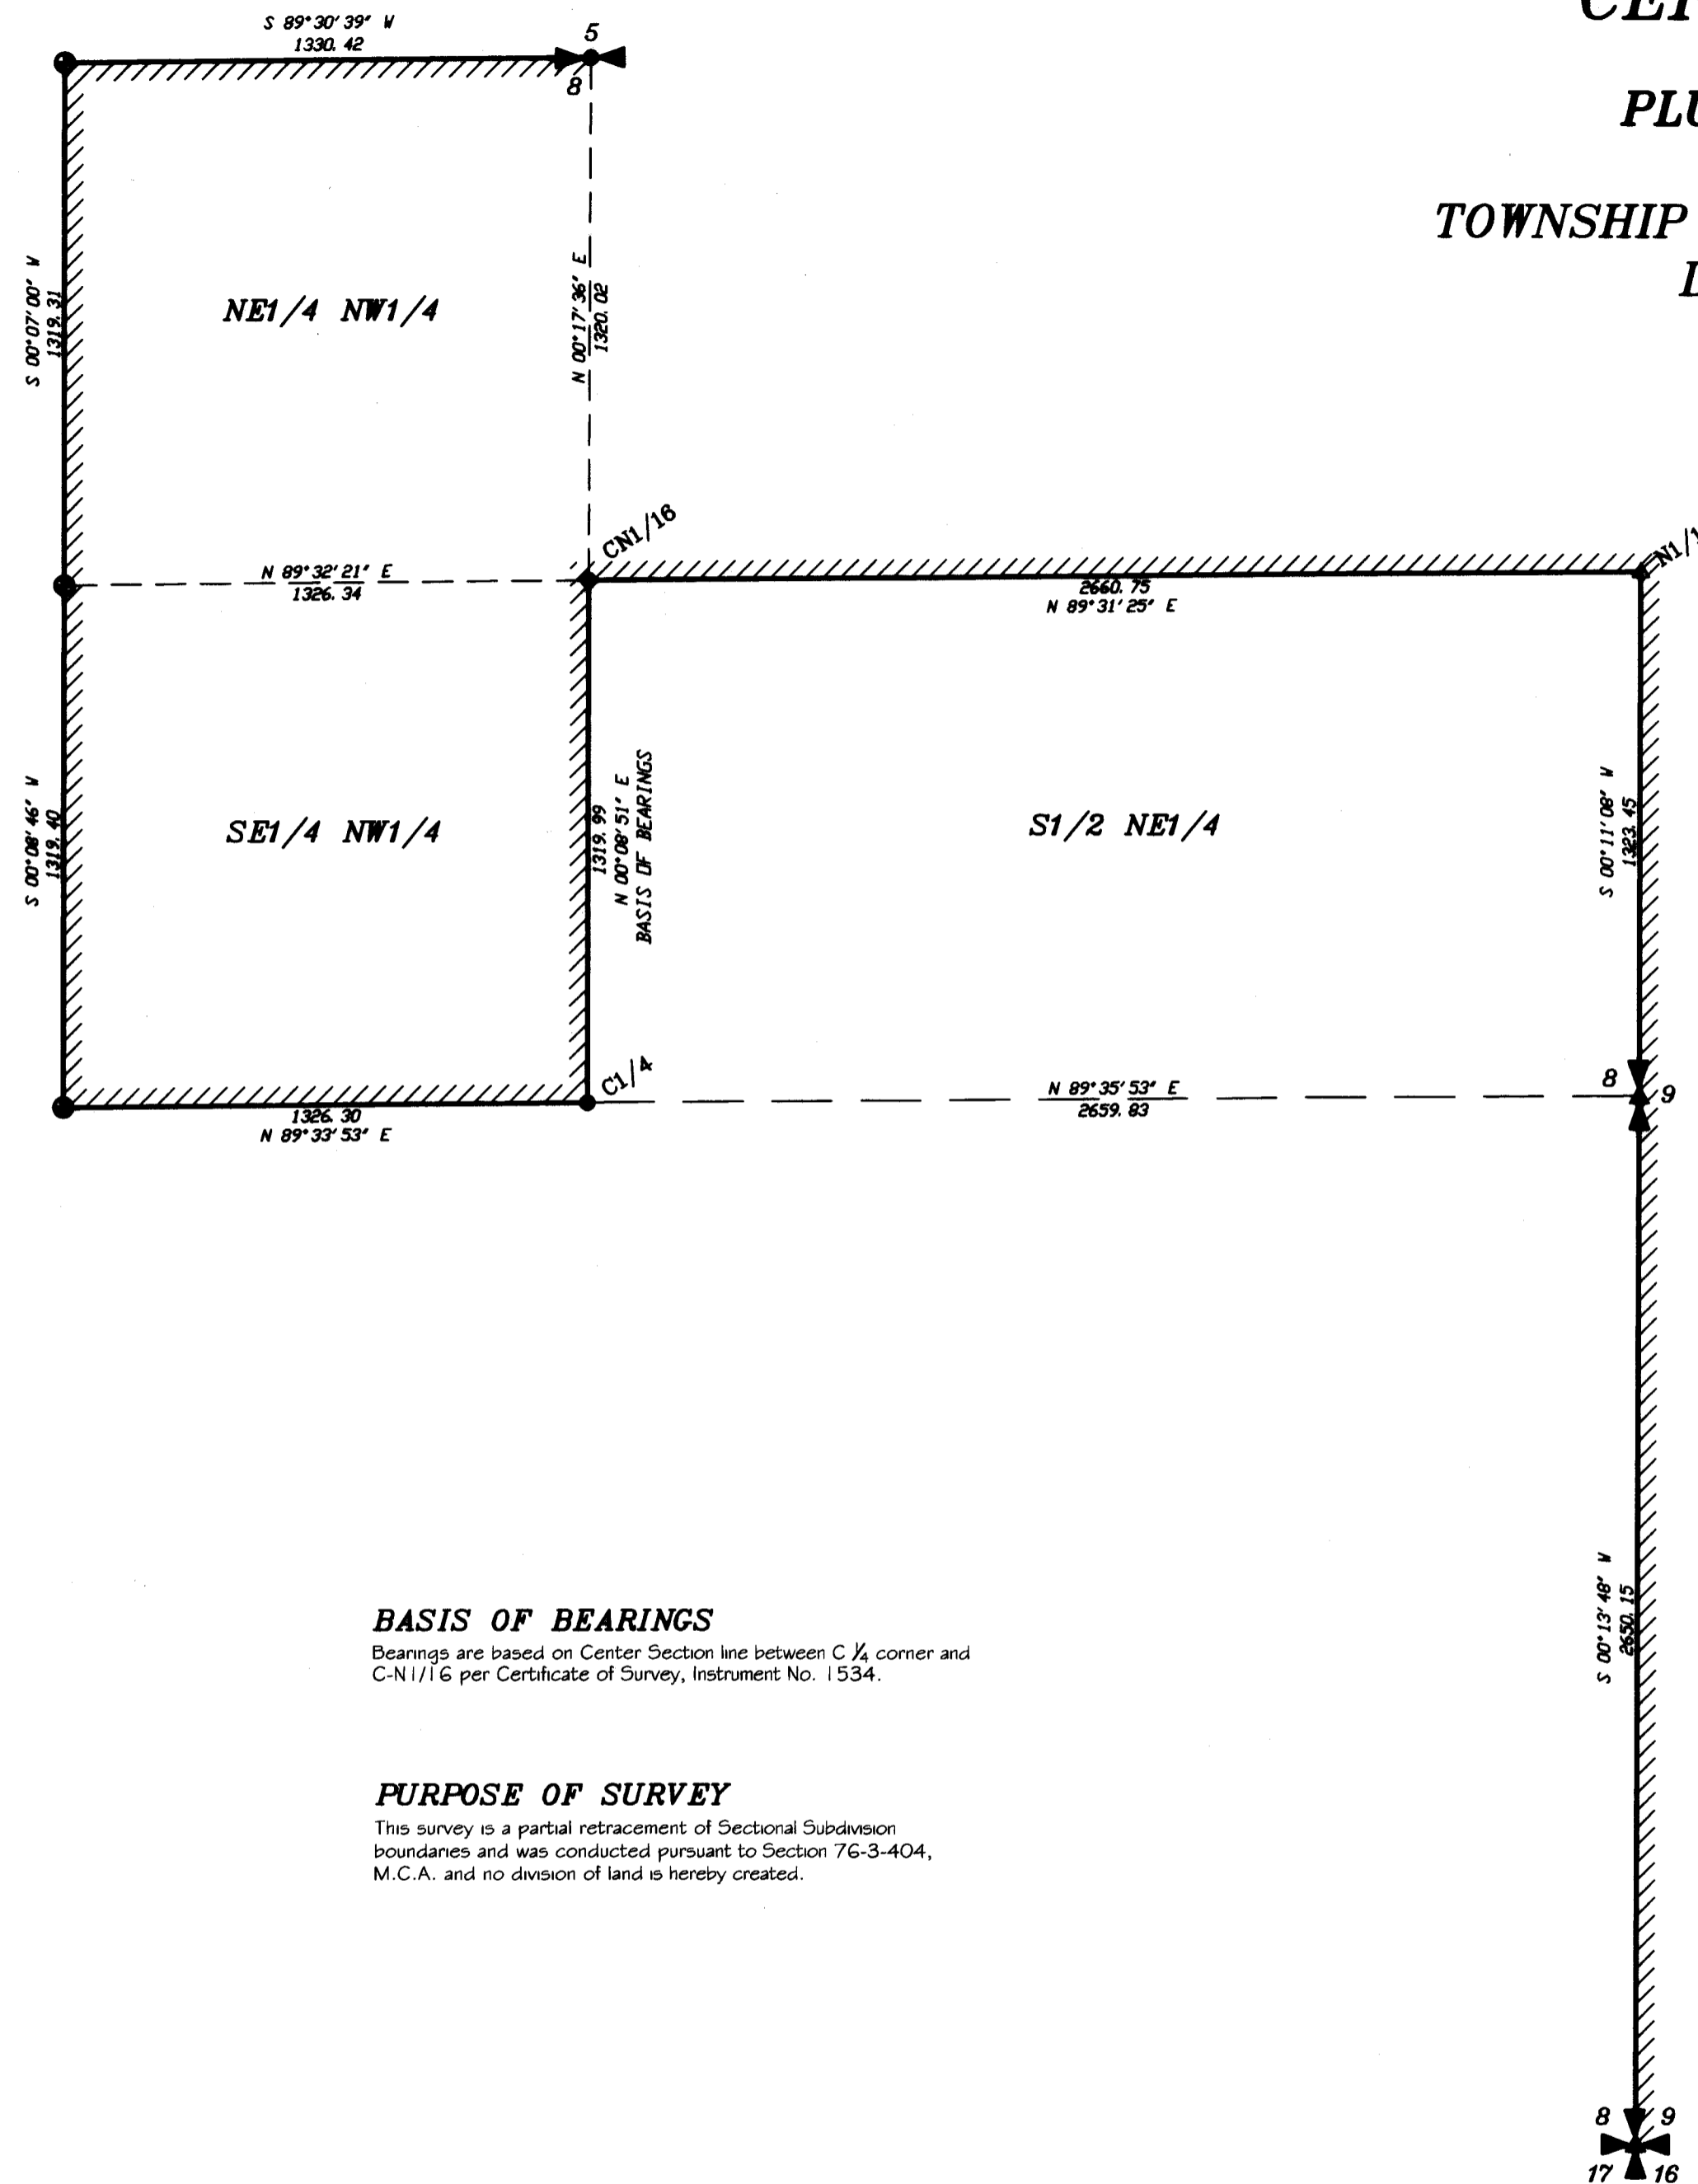 S 89°30'39" W
1330.42
5
8
PLU
TOWNSHIP
S 00°07'00" W
1319.31
NE1/4 NW1/4
N 00°17'36" E
1320.02
CN1/16
N1/1
N 89°32'21" E
1326.34
2660.75
N 89°31'25" E
S 00°08'46" W
1319.40
SE1/4 NW1/4
1319.99
N 00°08'51" E
BASIS OF BEARINGS
S1/2 NE1/4
S 00°11'08" W
1323.45
C1/4
8
9
1326.30
N 89°33'53" E
N 89°35'53" E
2659.83
S 00°13'48" W
2650.15
BASIS OF BEARINGS
Bearings are based on Center Section line between C 1/4 corner and
C-N1/16 per Certificate of Survey, Instrument No. 1534.
PURPOSE OF SURVEY
This survey is a partial retracement of Sectional Subdivision
boundaries and was conducted pursuant to Section 76-3-404,
M.C.A. and no division of land is hereby created.
8 9
17 16